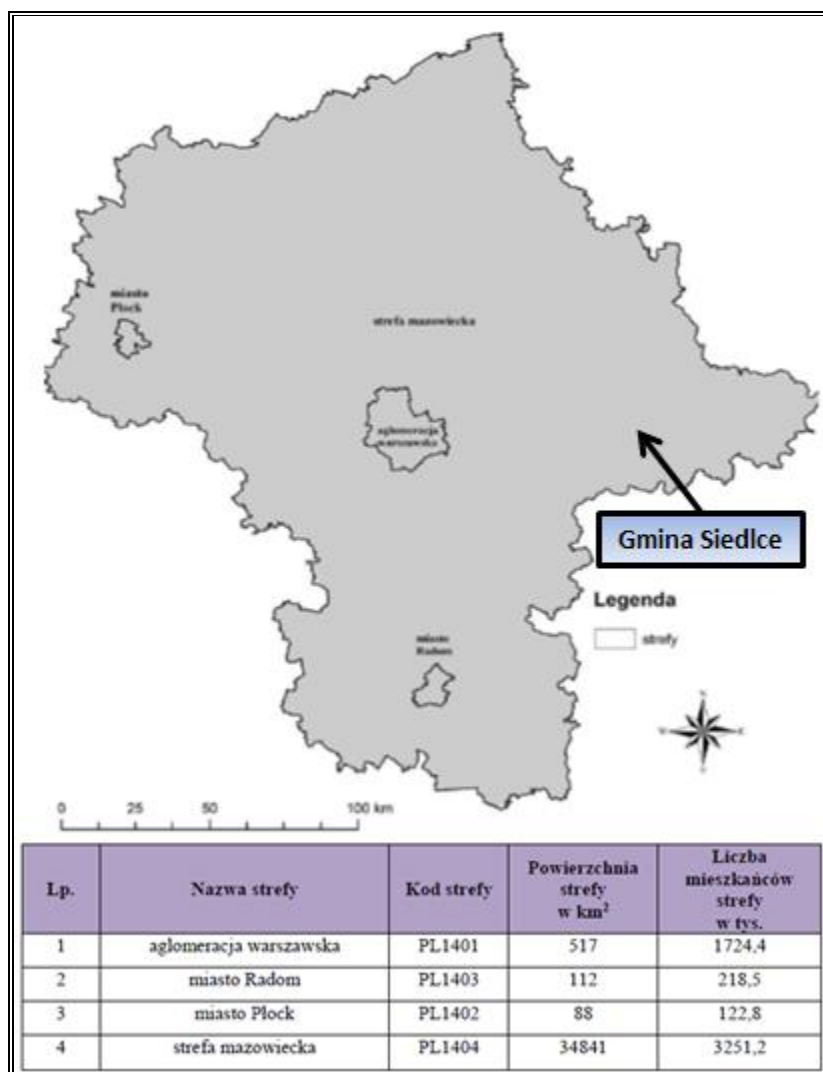 miasto
Płock
strefa mazowiecka
aglomeracja
warszawska
Gmina Siedlce
Legenda
strefy
miasto
Radom
N
W E
S
0 25 50 100 km
Lp. Nazwa strefy Kod strefy Powierzchnia strefy w km² Liczba mieszkańców strefy w tys.
1 aglomeracja warszawska PL1401 517 1724,4
2 miasto Radom PL1403 112 218,5
3 miasto Płock PL1402 88 122,8
4 strefa mazowiecka PL1404 34841 3251,2